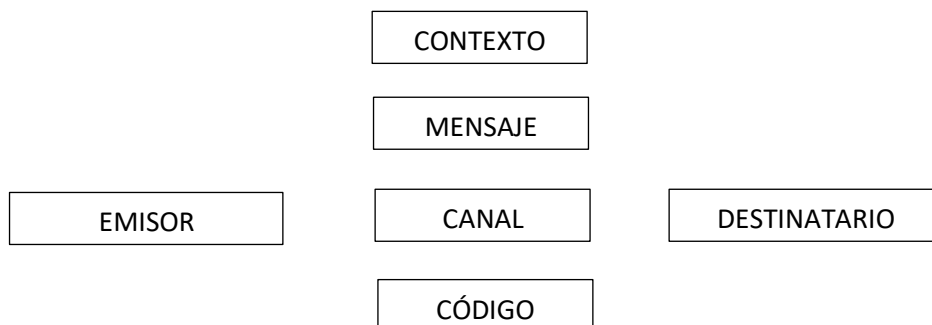 CONTEXTO
MENSAJE
EMISOR CANAL DESTINATARIO
CÓDIGO